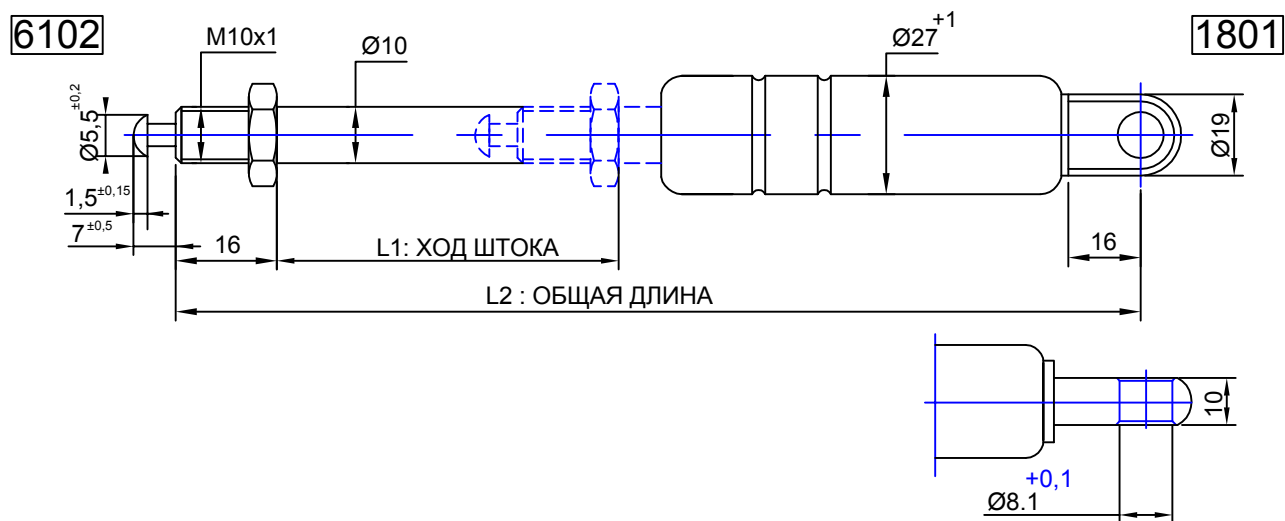 6102
M10x1
Ø10
Ø27 +1
1801
Ø5,5 ±0,2
Ø19
1,5 ±0,15
7 ±0,5
16
L1: ХОД ШТОКА
16
L2 : ОБЩАЯ ДЛИНА
10
+0,1
Ø8.1